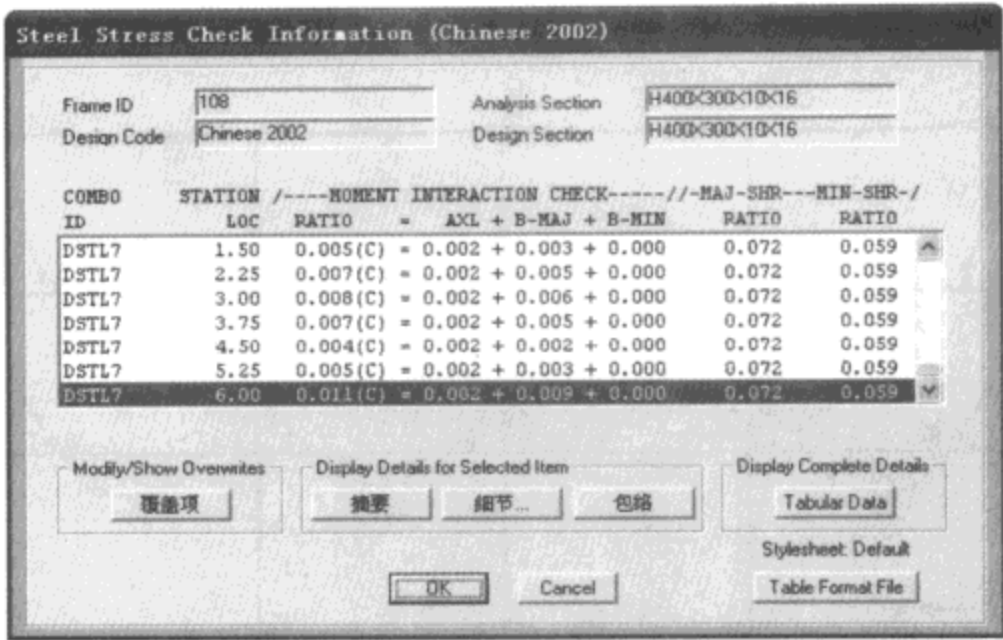 Steel Stress Check Information (Chinese 2002)
Frame ID 108 Analysis Section H400X300X10X16
Design Code Chinese 2002 Design Section H400X300X10X16
COMBO STATION /----MOMENT INTERACTION CHECK-----//-MAJ-SHR---MIN-SHR-/
ID LOC RATIO = AXL + B-MAJ + B-MIN RATIO RATIO
DSTL7 1.50 0.005(C) = 0.002 + 0.003 + 0.000 0.072 0.059
DSTL7 2.25 0.007(C) = 0.002 + 0.005 + 0.000 0.072 0.059
DSTL7 3.00 0.008(C) = 0.002 + 0.006 + 0.000 0.072 0.059
DSTL7 3.75 0.007(C) = 0.002 + 0.005 + 0.000 0.072 0.059
DSTL7 4.50 0.004(C) = 0.002 + 0.002 + 0.000 0.072 0.059
DSTL7 5.25 0.005(C) = 0.002 + 0.003 + 0.000 0.072 0.059
DSTL7 6.00 0.011(C) = 0.002 + 0.009 + 0.000 0.072 0.059
Modify/Show Overwrites Display Details for Selected Item Display Complete Details
覆盖项 摘要 细节... 包络 Tabular Data
Stylesheet: Default
OK Cancel Table Format File